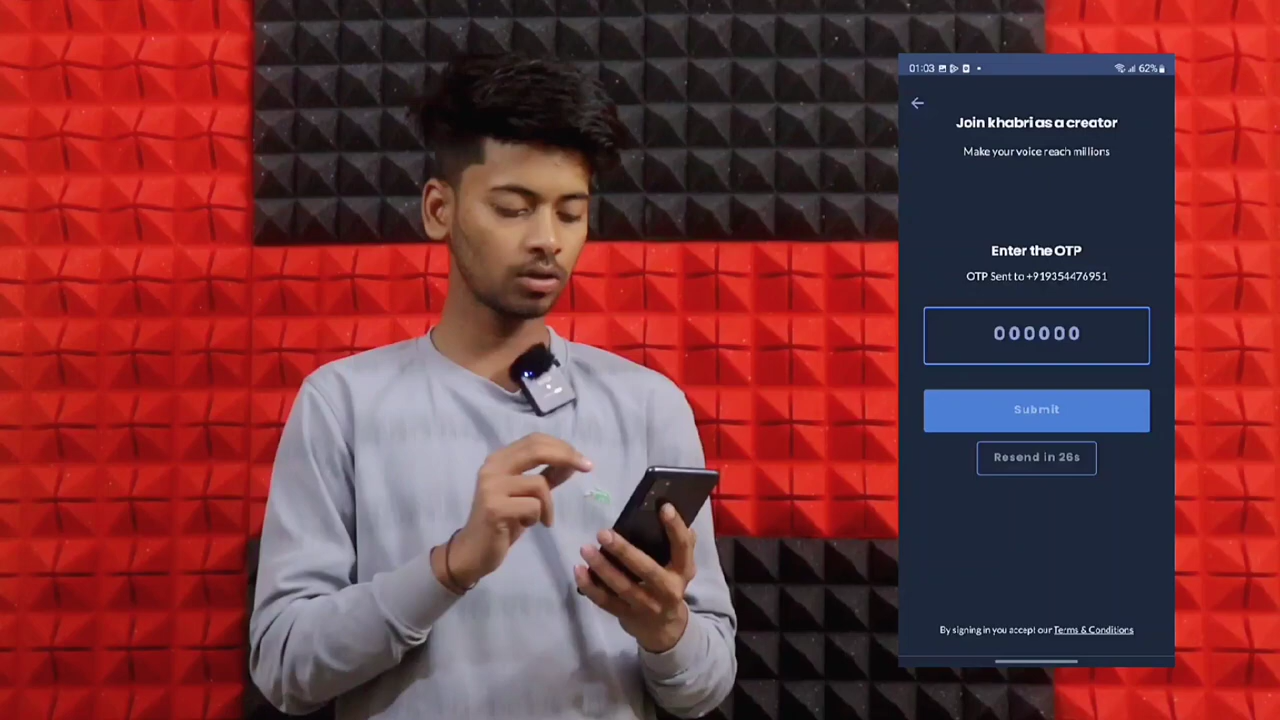 01:03 62%
Join khabri as a creator
Make your voice reach millions
Enter the OTP
OTP Sent to +919354476951
000000
Submit
Resend in 26s
By signing in you accept our Terms & Conditions